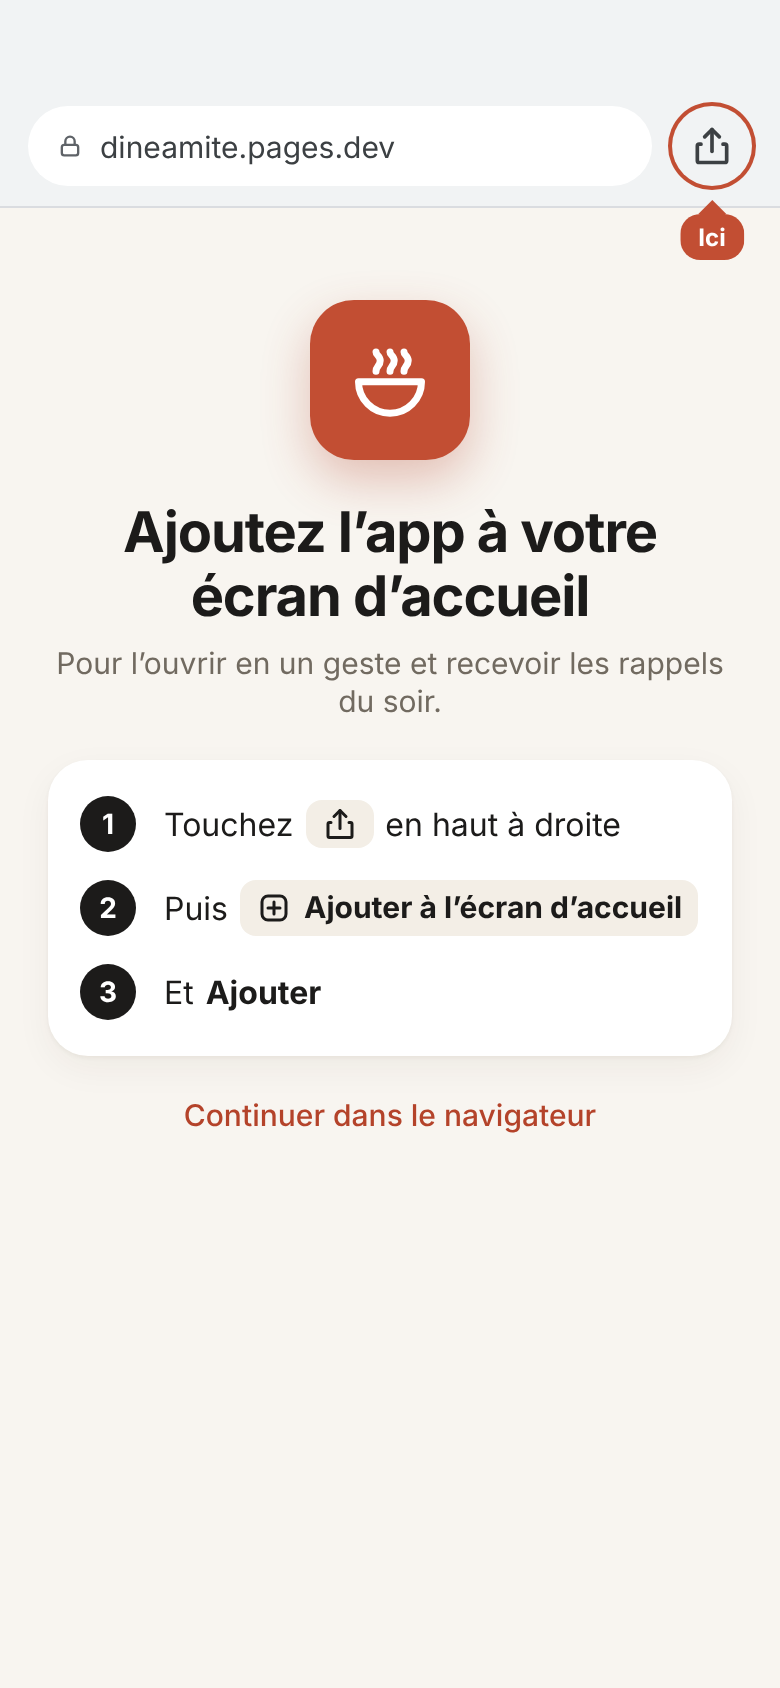 dineamite.pages.dev
Ici
Ajoutez l’app à votre
écran d’accueil
Pour l’ouvrir en un geste et recevoir les rappels
du soir.
1 Touchez en haut à droite
2 Puis Ajouter à l’écran d’accueil
3 Et Ajouter
Continuer dans le navigateur